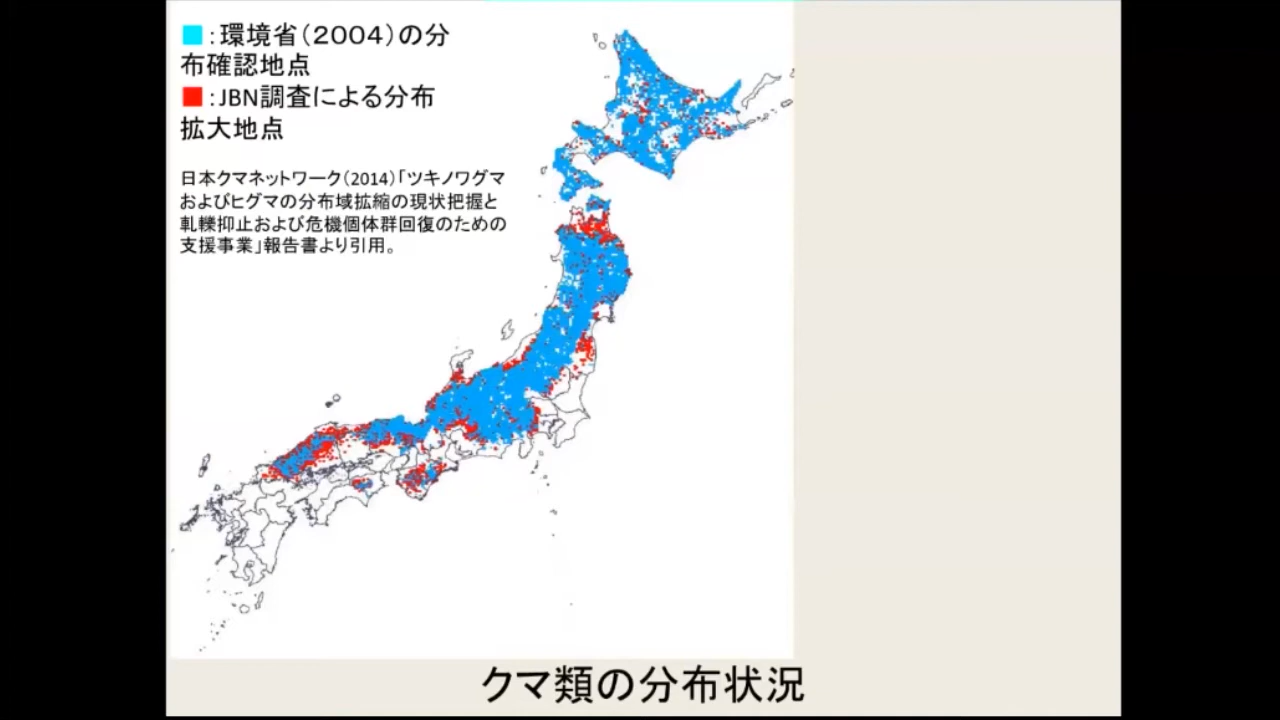 ■:環境省(2004)の分
布確認地点
■:JBN調査による分布
拡大地点
日本クマネットワーク(2014)「ツキノワグマ
およびヒグマの分布域拡縮の現状把握と
軋轢抑止および危機個体群回復のための
支援事業」報告書より引用。
クマ類の分布状況